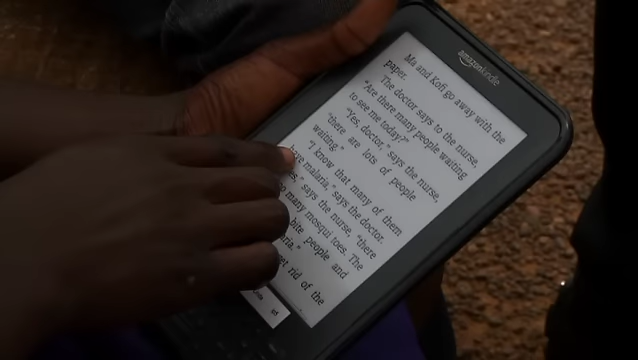 amazonkindle
Ma and Kofi go away with the
paper.
The doctor says to the nurse,
"Are there many people waiting
to see me today?"
"Yes, doctor," says the nurse,
"there are lots of people
waiting."
"I know that many of them
have malaria," says the doctor.
says the nurse, "there
many mosquitoes. The
bite people and
rid of the